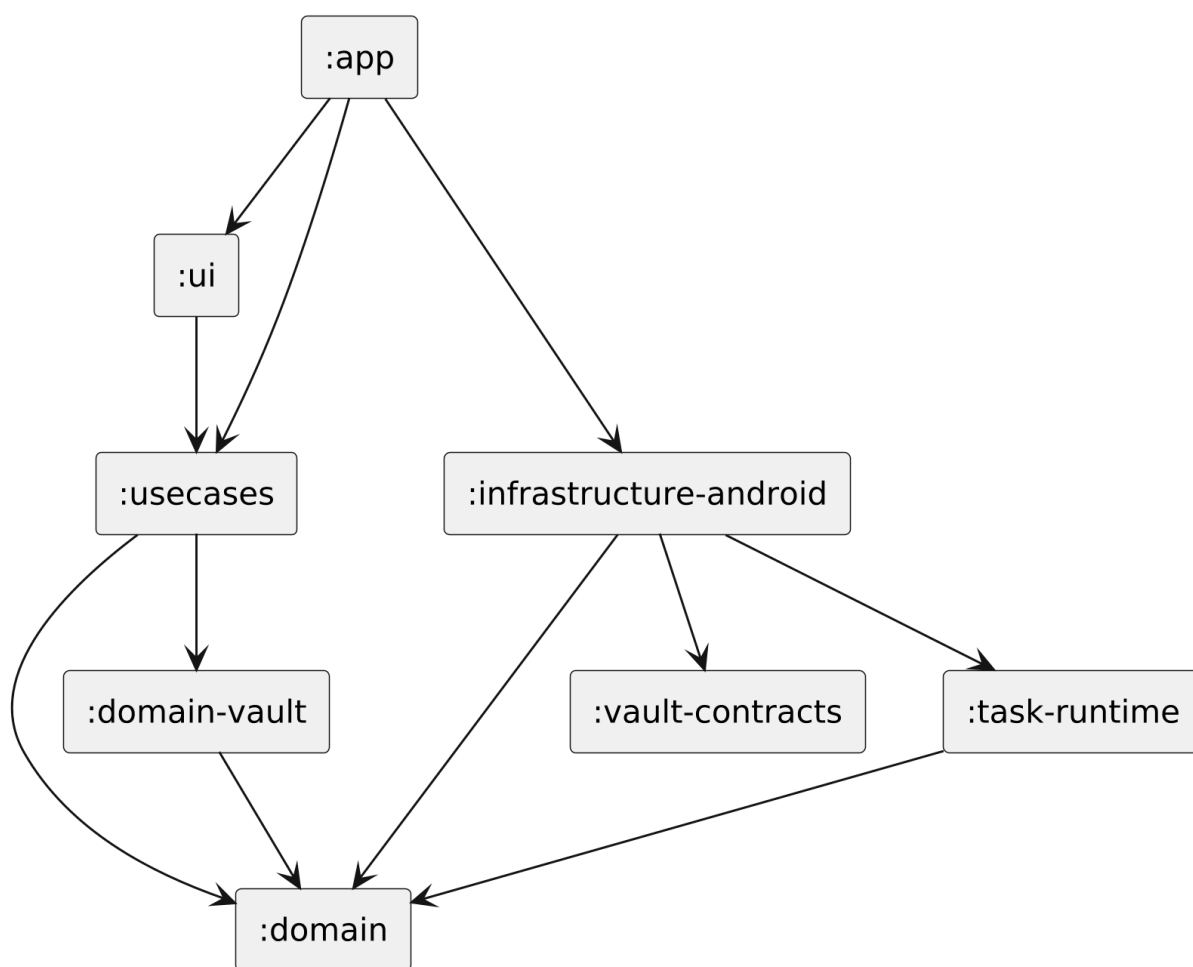 :app
:ui
:usecases
:infrastructure-android
:domain-vault
:vault-contracts
:task-runtime
:domain